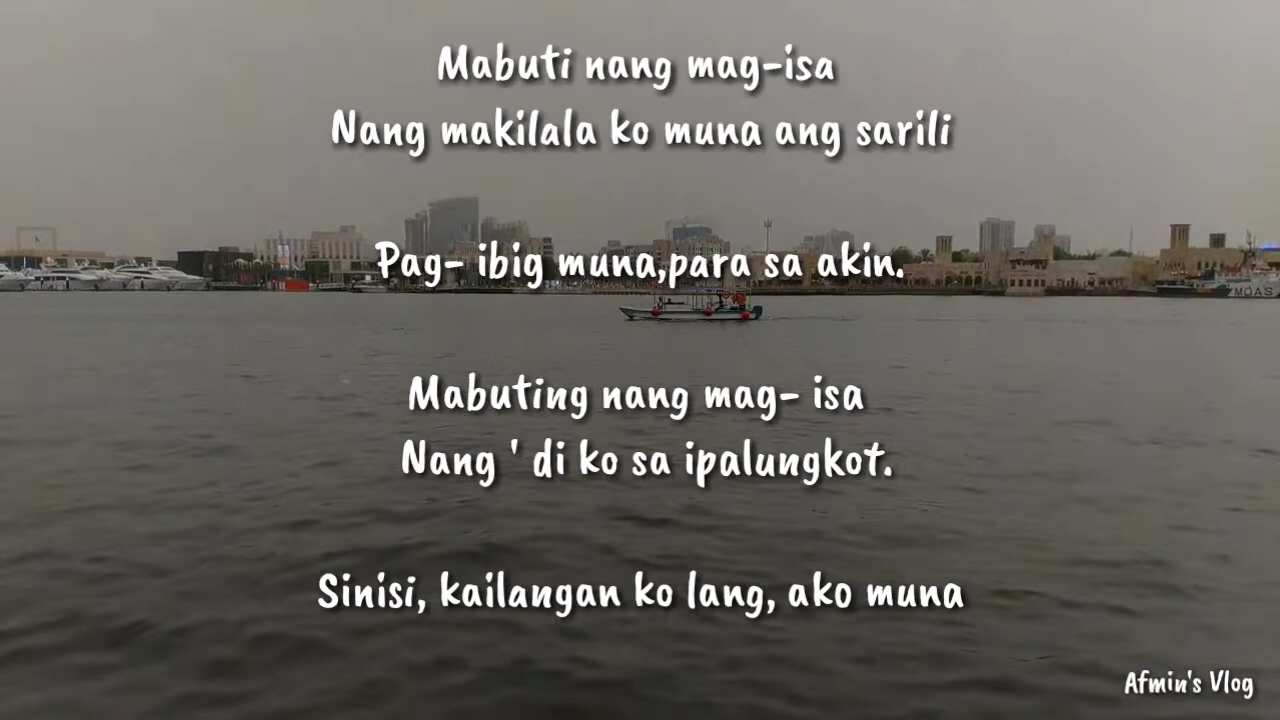 Mabuti nang mag-isa
Nang makilala ko muna ang sarili
Pag- ibig muna,para sa akin.
MOAS
Mabuting nang mag- isa
Nang ' di ko sa ipalungkot.
Sinisi, kailangan ko lang, ako muna
Afmin's Vlog